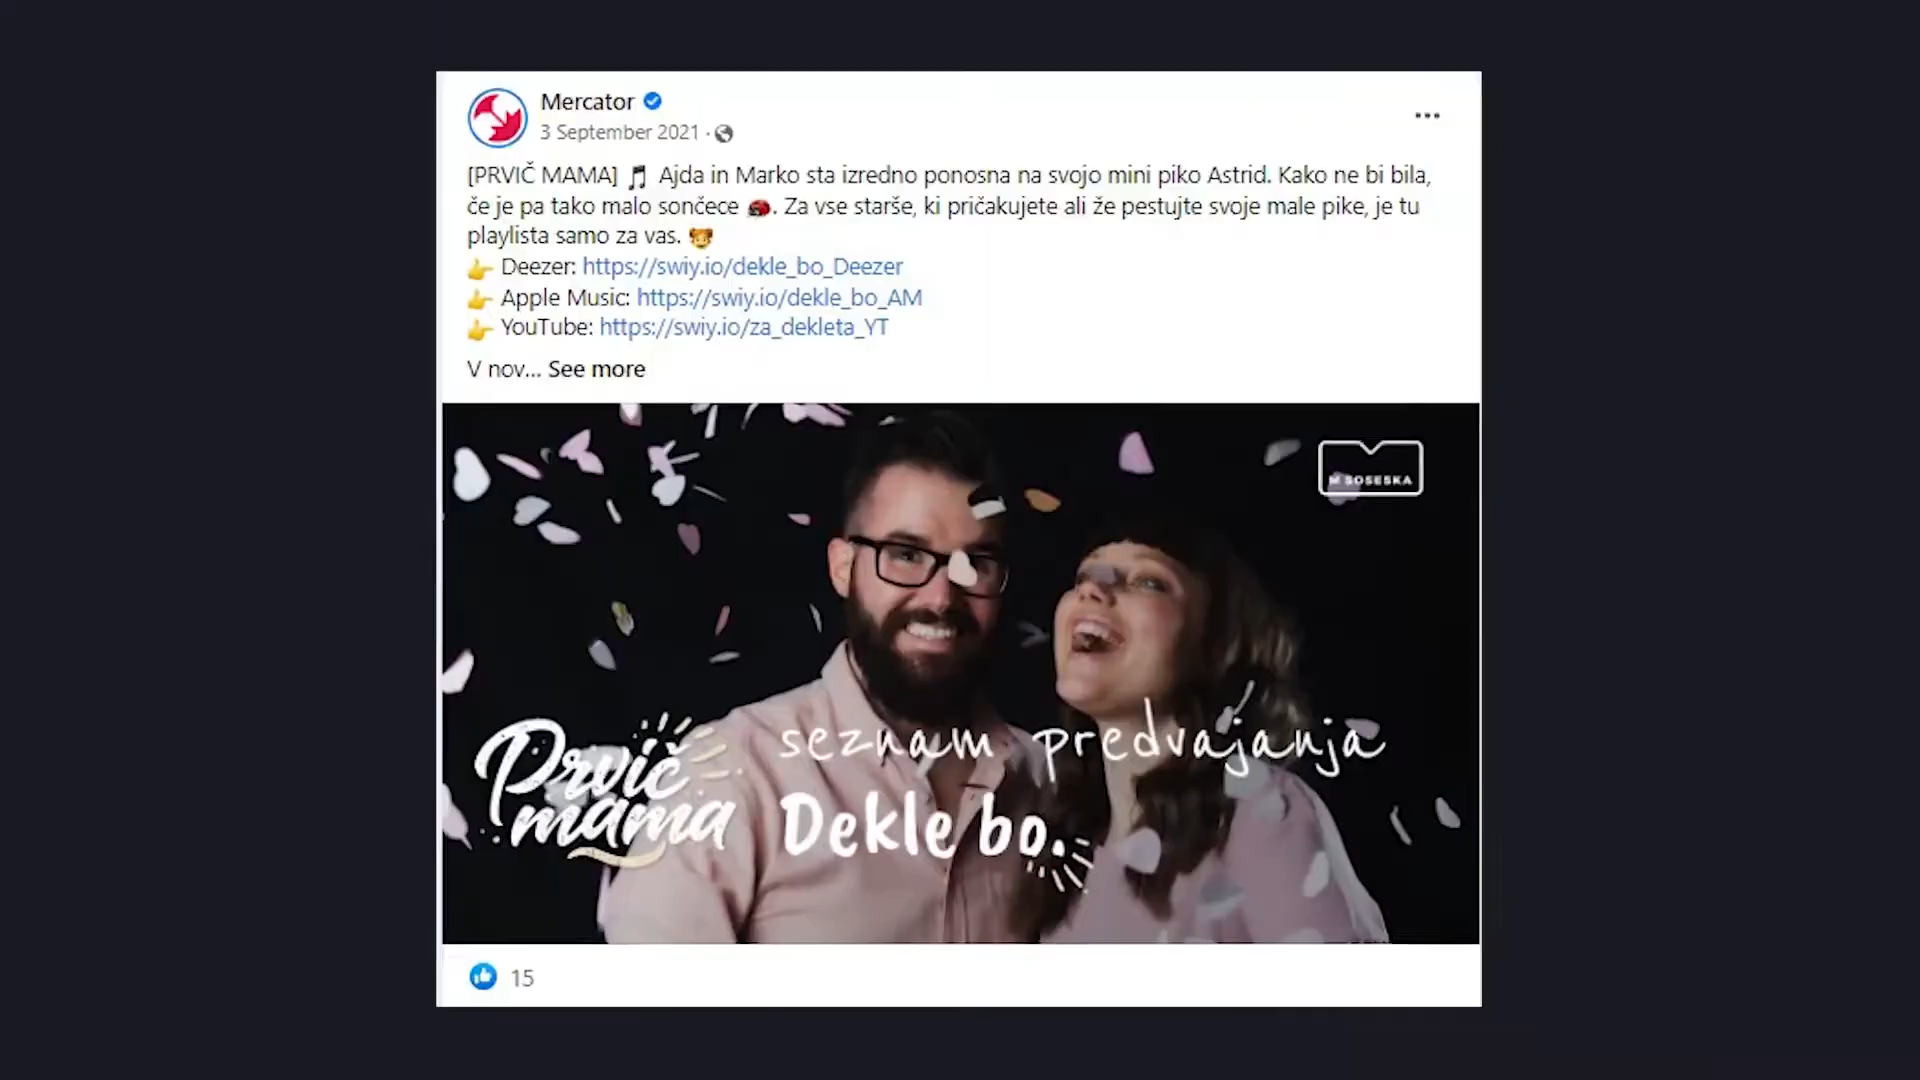 Mercator
3 September 2021 ·
[PRVIČ MAMA] 🎵 Ajda in Marko sta izredno ponosna na svojo mini piko Astrid. Kako ne bi bila,
če je pa tako malo sončece 🐞. Za vse starše, ki pričakujete ali že pestujte svoje male pike, je tu
playlista samo za vas. 👧
👉 Deezer: https://swiy.io/dekle_bo_Deezer
👉 Apple Music: https://swiy.io/dekle_bo_AM
👉 YouTube: https://swiy.io/za_dekleta_YT
V nov... See more
M SOSESKA
Prvič
mama
seznam predvajanja
Dekle bo.
15